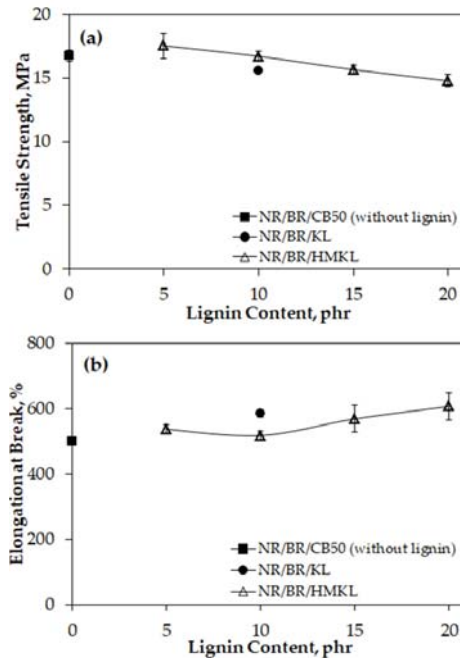 20
(a)
15
10
5
0
Tensile Strength, MPa
■ NR/BR/CB50 (without lignin)
● NR/BR/KL
△ NR/BR/HMKL
0 5 10 15 20
Lignin Content, phr
800
(b)
600
400
200
0
Elongation at Break, %
■ NR/BR/CB50 (without lignin)
● NR/BR/KL
△ NR/BR/HMKL
0 5 10 15 20
Lignin Content, phr